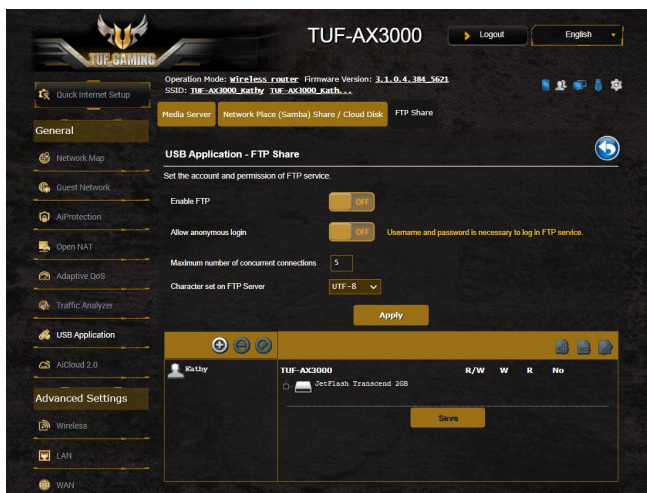 TUF GAMING
TUF-AX3000
Logout
English
Quick Internet Setup
General
Network Map
Guest Network
AiProtection
Open NAT
Adaptive QoS
Traffic Analyzer
USB Application
AiCloud 2.0
Advanced Settings
Wireless
LAN
WAN
Operation Mode: Wireless router Firmware Version: 3.1.0.4.384_5621
SSID: TUF-AX3000_Kathy TUF-AX3000_Kath...
Media Server Network Place (Samba) Share / Cloud Disk FTP Share
USB Application - FTP Share
Set the account and permission of FTP service.
Enable FTP OFF
Allow anonymous login OFF Username and password is necessary to log in FTP service.
Maximum number of concurrent connections 5
Character set on FTP Server UTF-8
Apply
Kathy
TUF-AX3000 R/W W R No
JetFlash Transcend 2GB
Save